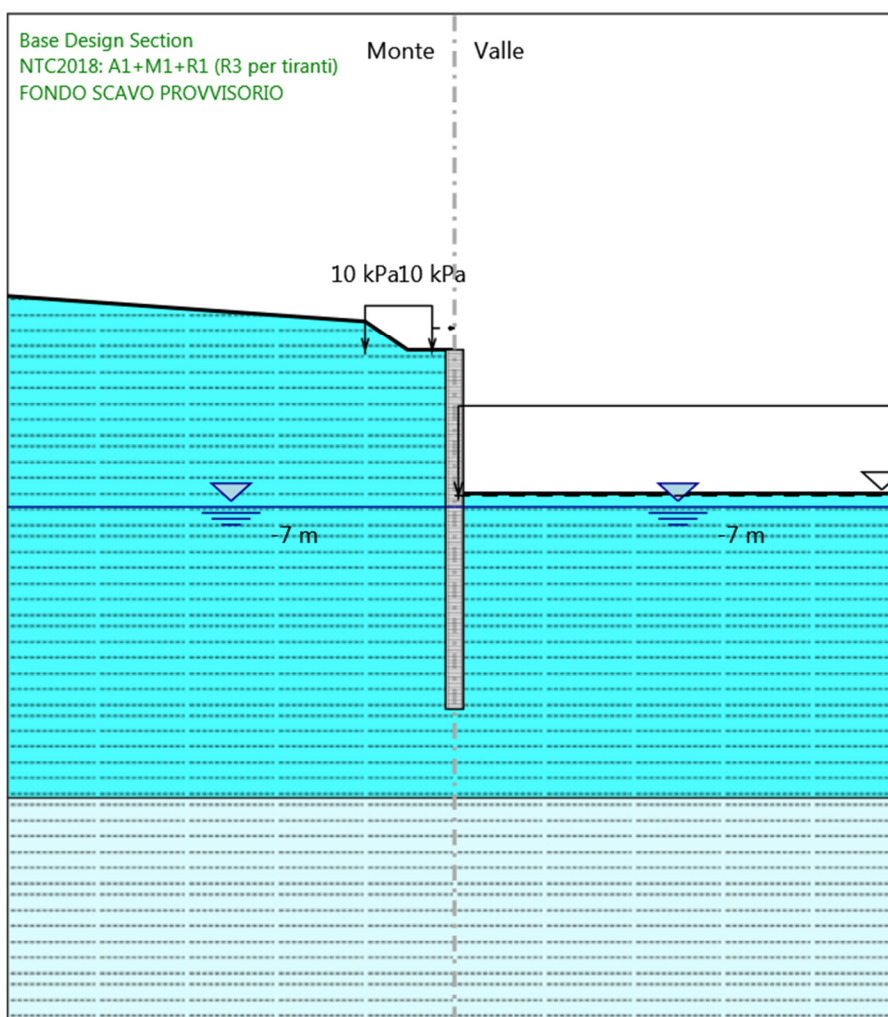 Base Design Section
NTC2018: A1+M1+R1 (R3 per tiranti)
FONDO SCAVO PROVVISORIO
Monte
Valle
10 kPa10 kPa
-7 m
-7 m